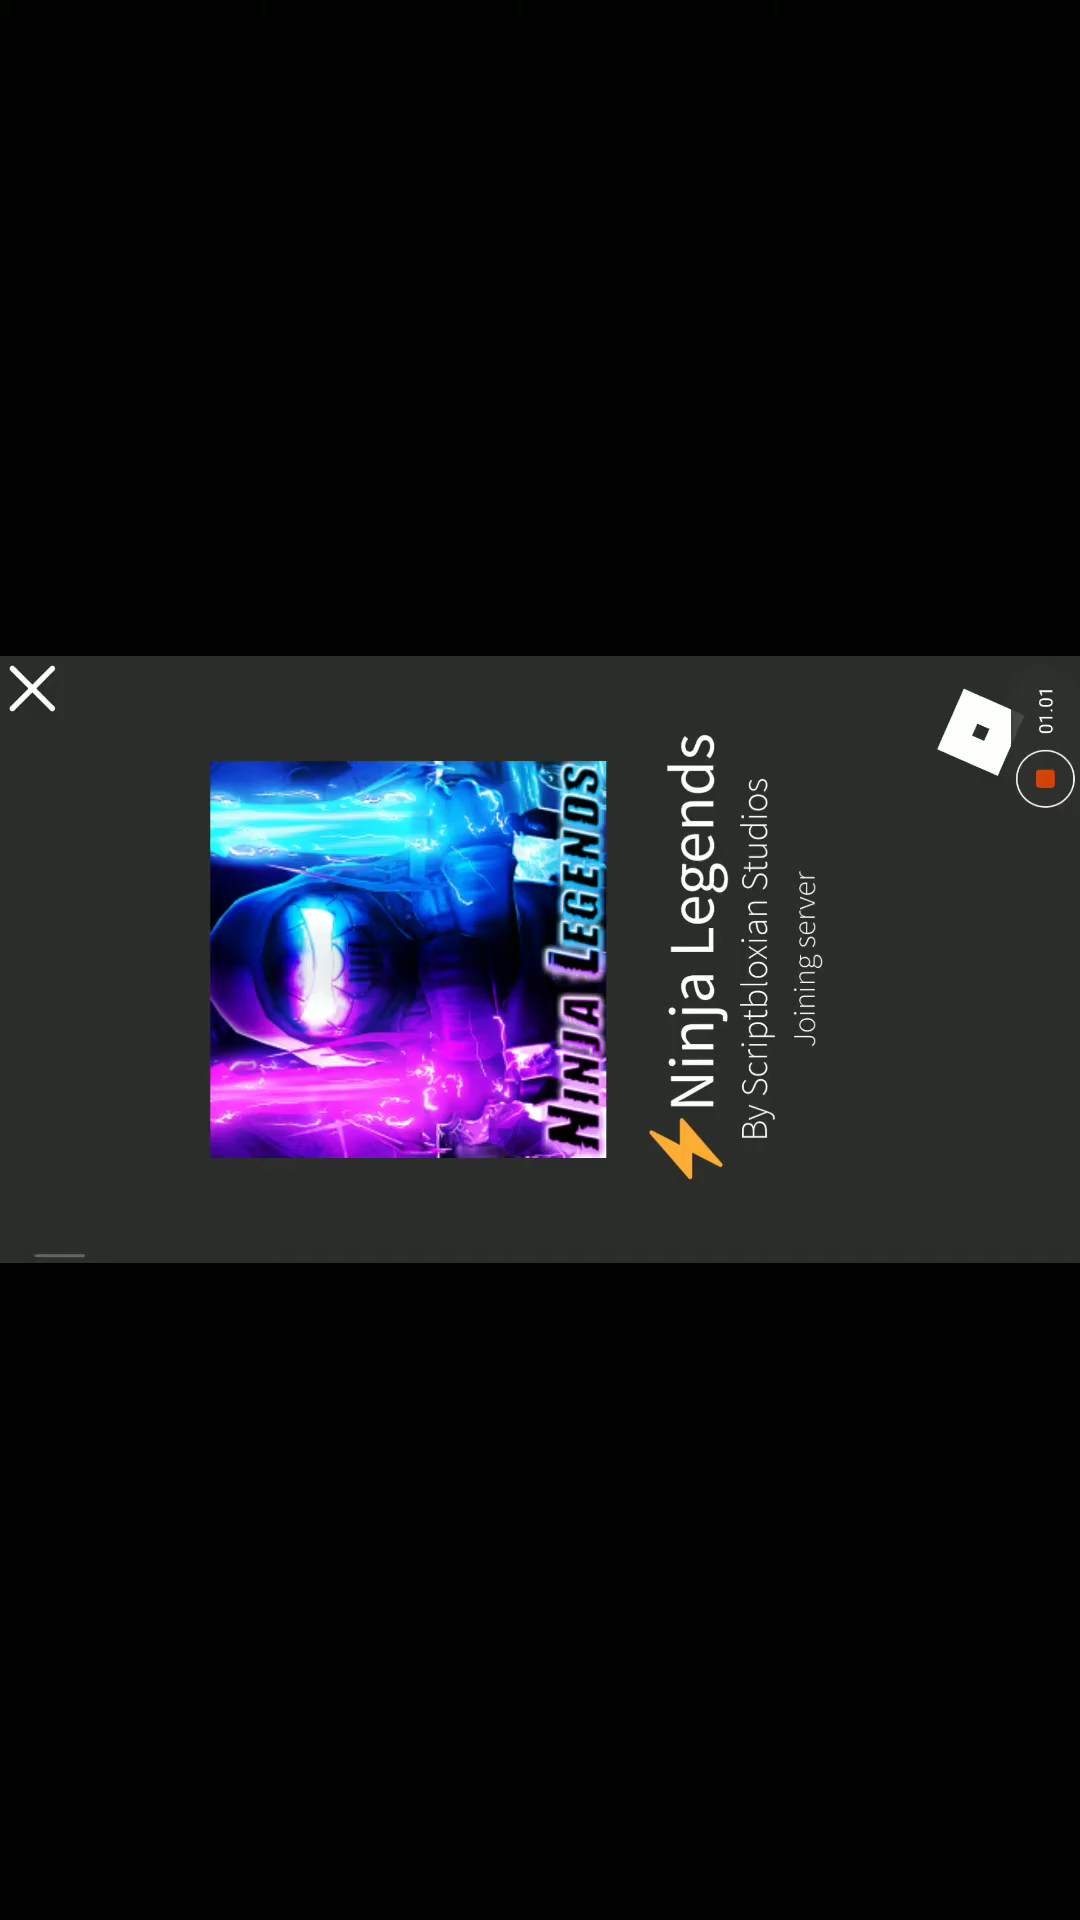 NINJA LEGENDS
⚡Ninja Legends
By Scriptbloxian Studios
Joining server
01.01